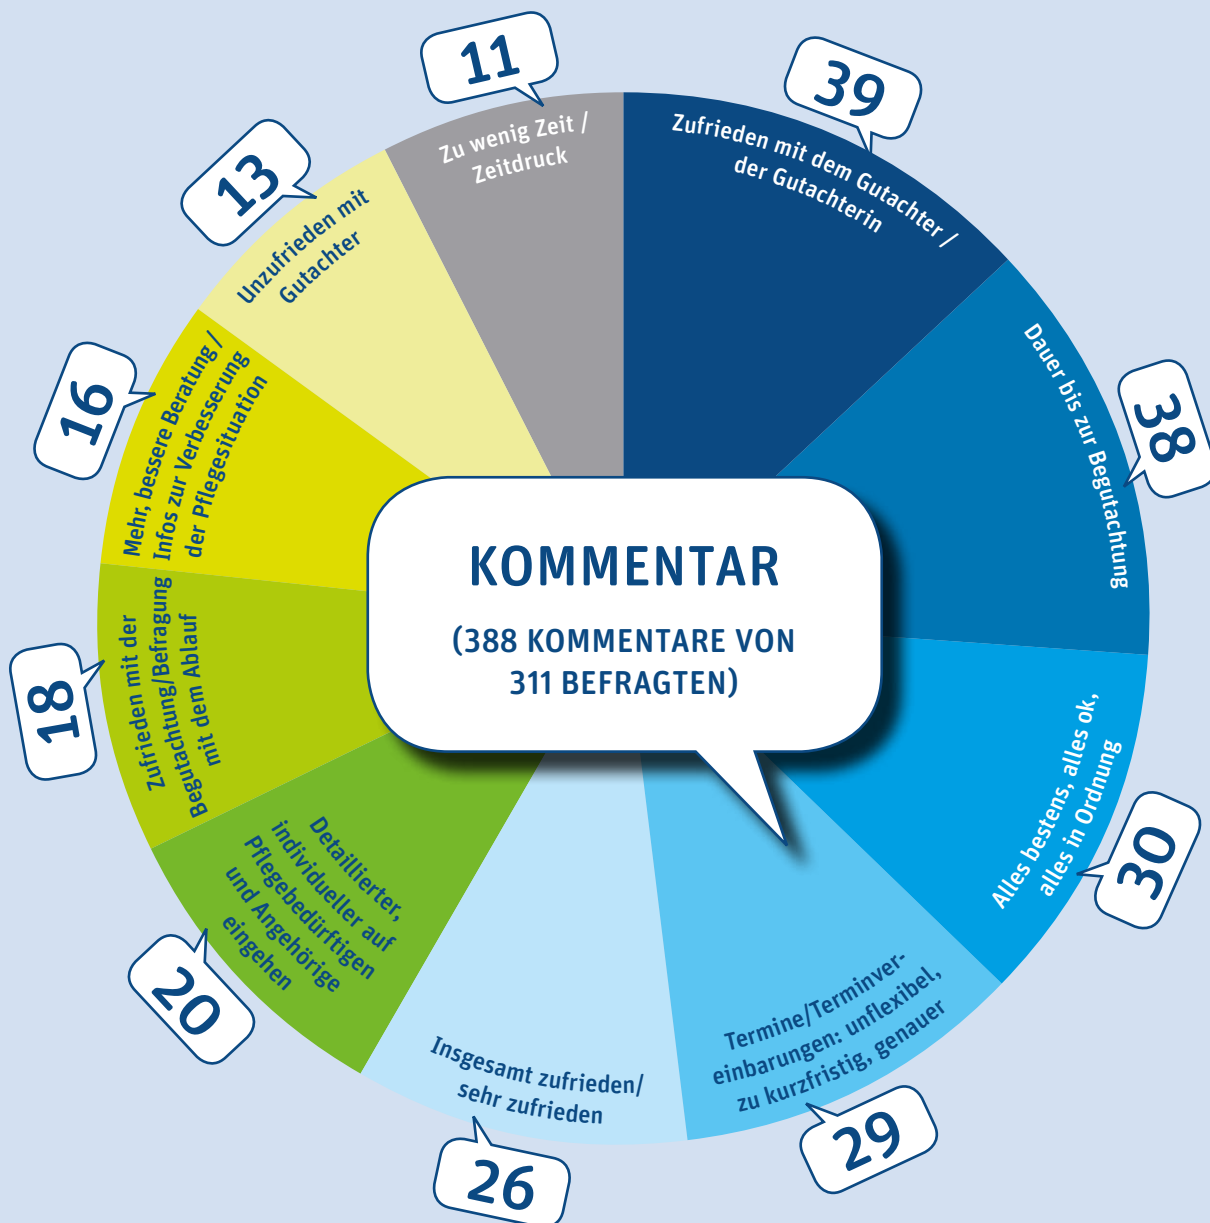 KOMMENTAR
(388 KOMMENTARE VON
311 BEFRAGTEN)
39
Zufrieden mit dem Gutachter /
der Gutachterin
38
Dauer bis zur Begutachtung
30
Alles bestens, alles ok,
alles in Ordnung
29
Termine/Terminver-
einbarungen: unflexibel,
zu kurzfristig, genauer
26
Insgesamt zufrieden/
sehr zufrieden
20
Detaillierter,
individueller auf
Pflegebedürftigen
und Angehörige
eingehen
18
Zufrieden mit der
Begutachtung/Befragung
mit dem Ablauf
16
Mehr, bessere Beratung /
Infos zur Verbesserung
der Pflegesituation
13
Unzufrieden mit
Gutachter
11
Zu wenig Zeit /
Zeitdruck